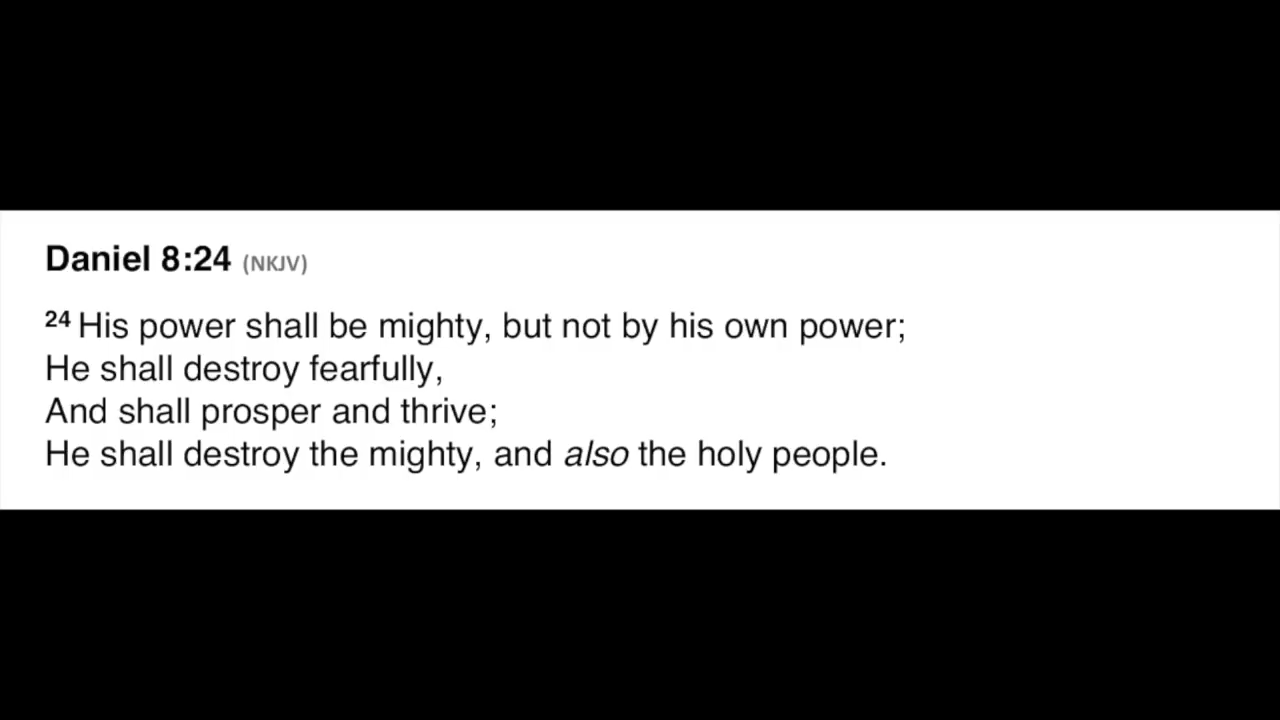 Daniel 8:24 (NKJV)
24 His power shall be mighty, but not by his own power;
He shall destroy fearfully,
And shall prosper and thrive;
He shall destroy the mighty, and also the holy people.